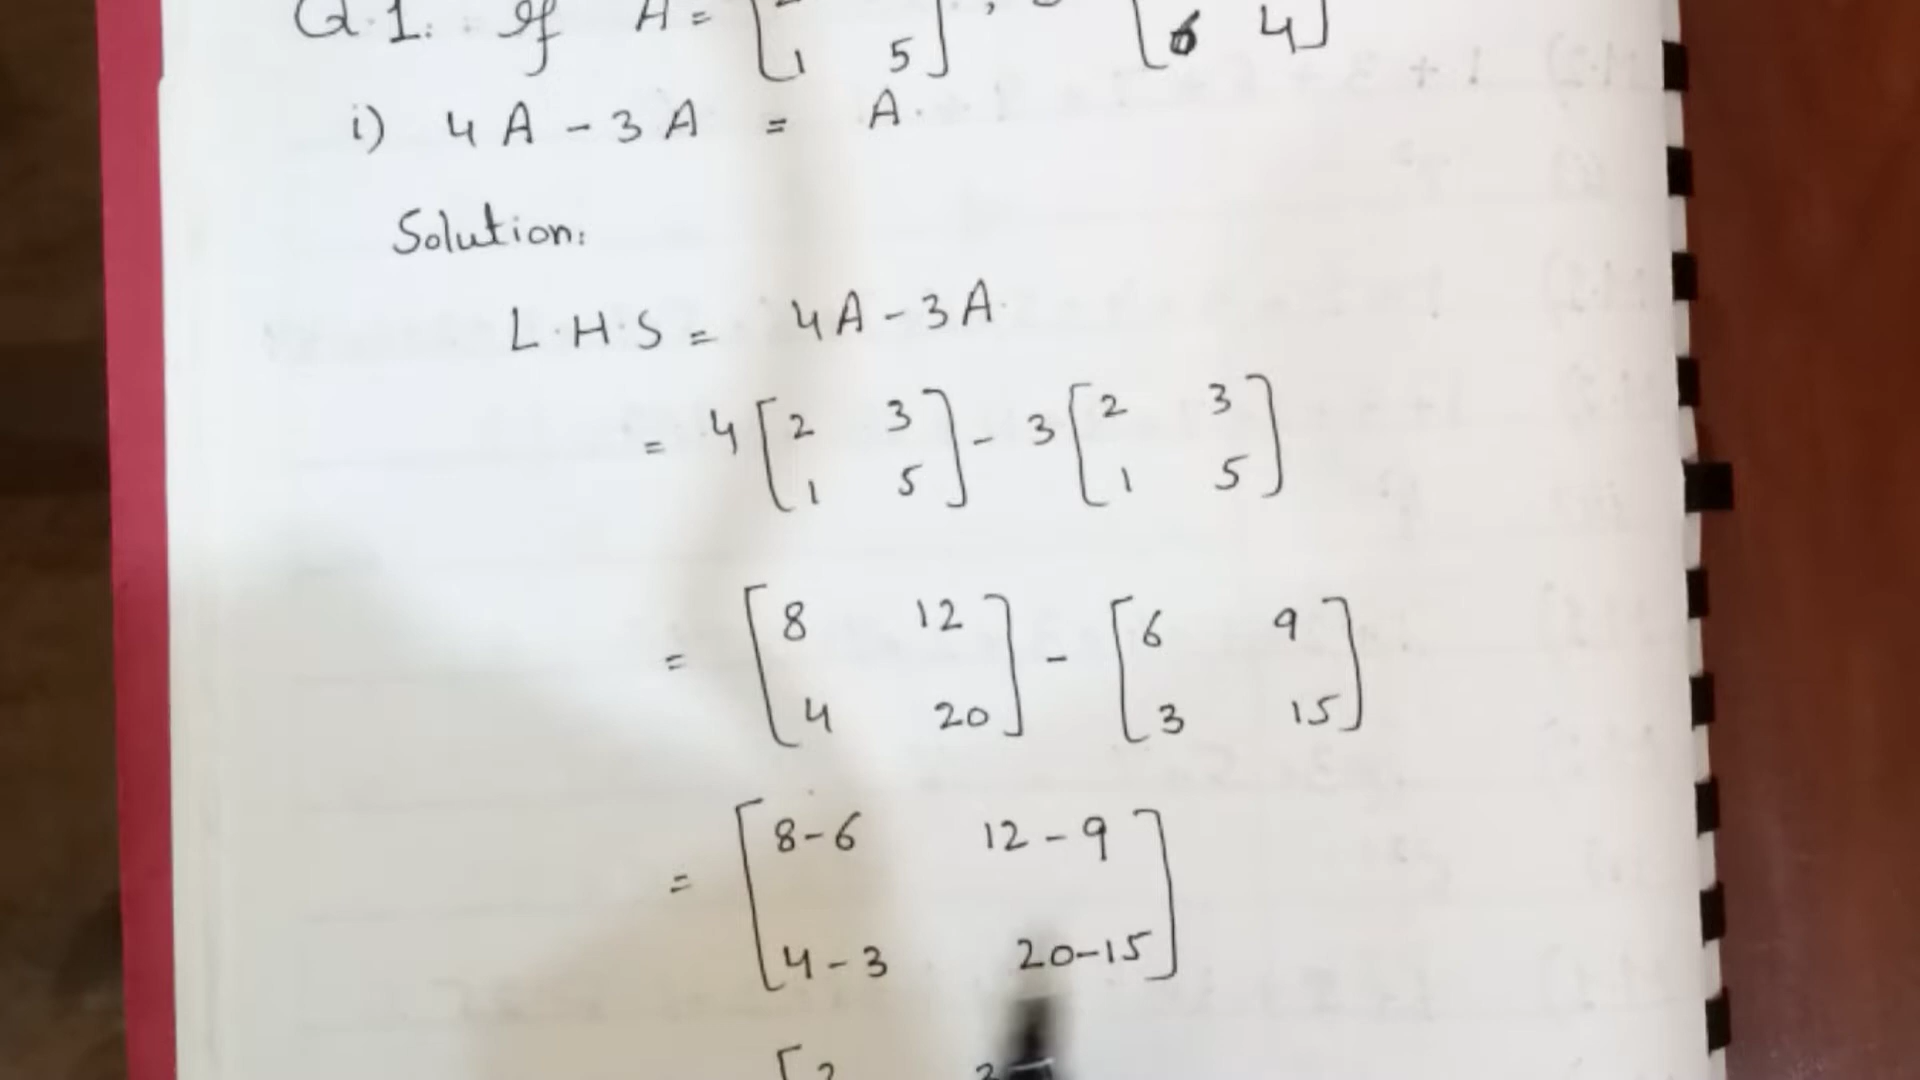 Q.1. If A = [ 1 5 ] , [ 6 4 ]
i) 4A - 3A = A.
Solution:
L.H.S = 4A - 3A.
= 4 [ 2 3
1 5 ] - 3 [ 2 3
1 5 ]
= [ 8 12
4 20 ] - [ 6 9
3 15 ]
= [ 8-6 12-9
4-3 20-15 ]
[ 2